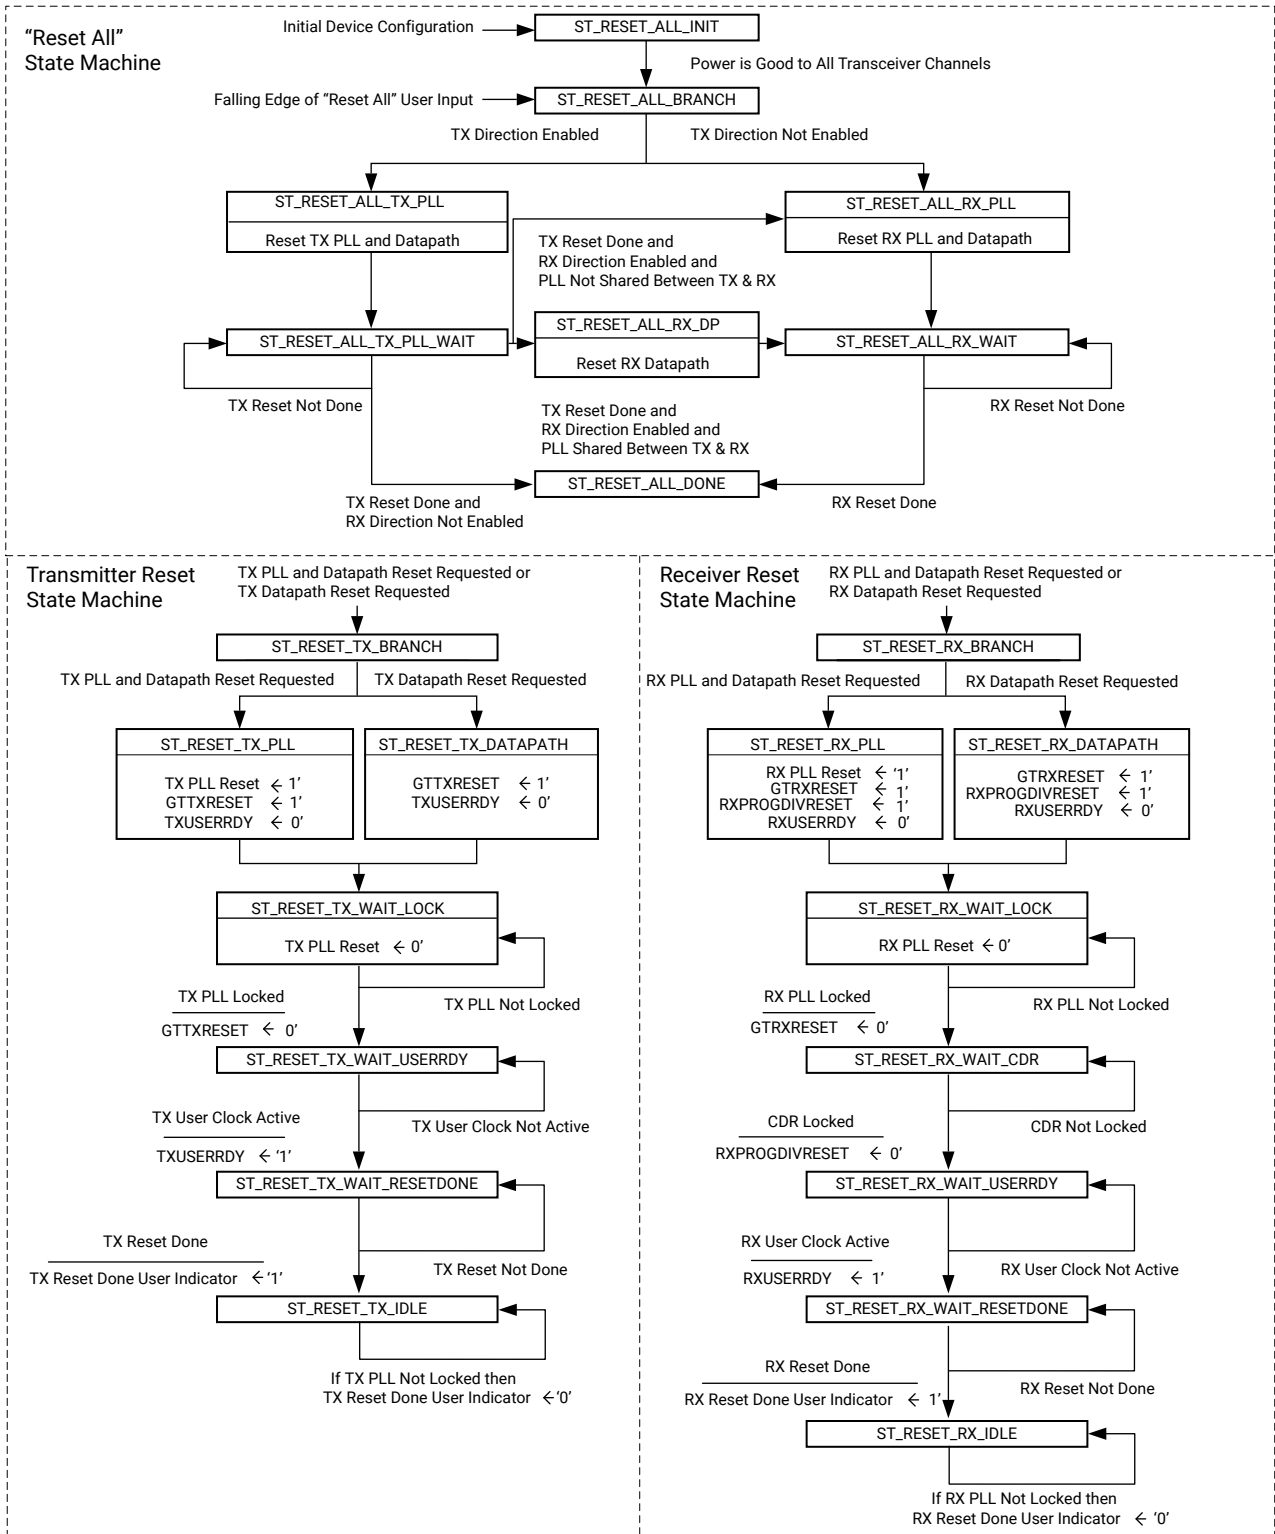 “Reset All”
State Machine
Initial Device Configuration
ST_RESET_ALL_INIT
Power is Good to All Transceiver Channels
Falling Edge of “Reset All” User Input
ST_RESET_ALL_BRANCH
TX Direction Enabled
TX Direction Not Enabled
ST_RESET_ALL_TX_PLL
Reset TX PLL and Datapath
ST_RESET_ALL_RX_PLL
Reset RX PLL and Datapath
TX Reset Done and
RX Direction Enabled and
PLL Not Shared Between TX & RX
ST_RESET_ALL_TX_PLL_WAIT
ST_RESET_ALL_RX_DP
Reset RX Datapath
ST_RESET_ALL_RX_WAIT
TX Reset Not Done
TX Reset Done and
RX Direction Enabled and
PLL Shared Between TX & RX
RX Reset Not Done
ST_RESET_ALL_DONE
TX Reset Done and
RX Direction Not Enabled
RX Reset Done
Transmitter Reset
State Machine
TX PLL and Datapath Reset Requested or
TX Datapath Reset Requested
ST_RESET_TX_BRANCH
TX PLL and Datapath Reset Requested
TX Datapath Reset Requested
ST_RESET_TX_PLL
TX PLL Reset ← 1’
GTTXRESET ← 1’
TXUSERRDY ← 0’
ST_RESET_TX_DATAPATH
GTTXRESET ← 1’
TXUSERRDY ← 0’
ST_RESET_TX_WAIT_LOCK
TX PLL Reset ← 0’
TX PLL Locked
GTTXRESET ← 0’
TX PLL Not Locked
ST_RESET_TX_WAIT_USERRDY
TX User Clock Active
TXUSERRDY ← ‘1’
TX User Clock Not Active
ST_RESET_TX_WAIT_RESETDONE
TX Reset Done
TX Reset Done User Indicator ← ‘1’
TX Reset Not Done
ST_RESET_TX_IDLE
If TX PLL Not Locked then
TX Reset Done User Indicator ← ‘0’
Receiver Reset
State Machine
RX PLL and Datapath Reset Requested or
RX Datapath Reset Requested
ST_RESET_RX_BRANCH
RX PLL and Datapath Reset Requested
RX Datapath Reset Requested
ST_RESET_RX_PLL
RX PLL Reset ← ‘1’
GTRXRESET ← 1’
RXPROGDIVRESET ← 1’
RXUSERRDY ← 0’
ST_RESET_RX_DATAPATH
GTRXRESET ← 1’
RXPROGDIVRESET ← 1’
RXUSERRDY ← 0’
ST_RESET_RX_WAIT_LOCK
RX PLL Reset ← 0’
RX PLL Locked
GTRXRESET ← 0’
RX PLL Not Locked
ST_RESET_RX_WAIT_CDR
CDR Locked
RXPROGDIVRESET ← 0’
CDR Not Locked
ST_RESET_RX_WAIT_USERRDY
RX User Clock Active
RXUSERRDY ← 1’
RX User Clock Not Active
ST_RESET_RX_WAIT_RESETDONE
RX Reset Done
RX Reset Done User Indicator ← 1’
RX Reset Not Done
ST_RESET_RX_IDLE
If RX PLL Not Locked then
RX Reset Done User Indicator ← ‘0’